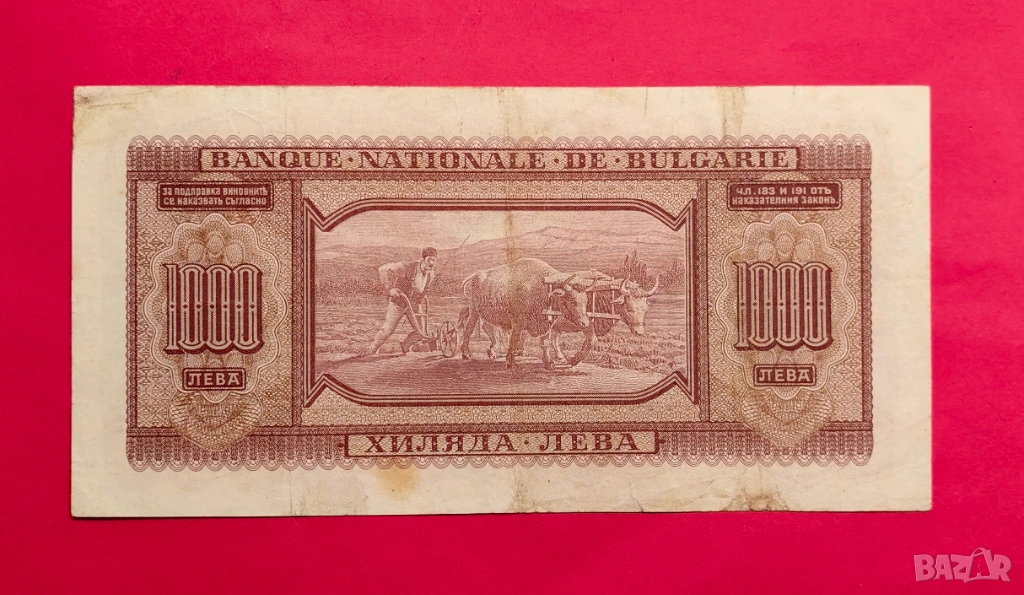 BANQUE · NATIONALE · DE · BULGARIE
ЗА ПОДПРАВКА ВИНОВНИТѢ
СЕ НАКАЗВАТЪ СЪГЛАСНО
ЧЛ. 183 И 191 ОТЪ
НАКАЗАТЕЛНИЯ ЗАКОНЪ.
1000
1000
ЛЕВА
ЛЕВА
ХИЛЯДА · ЛЕВА
BAZAR